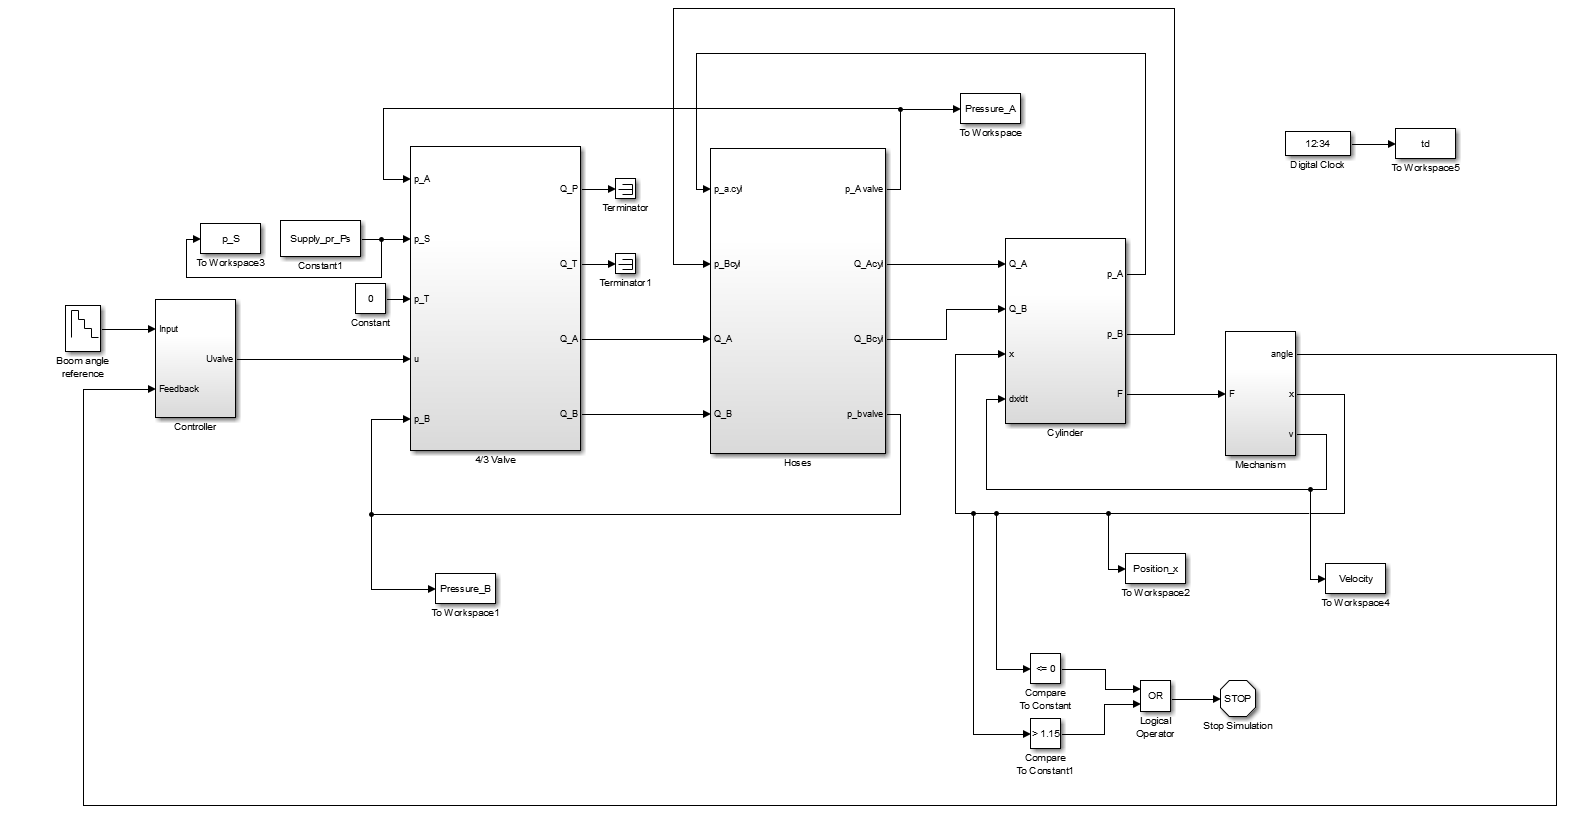 Pressure_A
To Workspace
12:34
Digital Clock
td
To Workspace5
p_A
p_S
p_T
u
p_B
Q_P
Q_T
Q_A
Q_B
4/3 Valve
Terminator
Terminator1
p_a.cyl
p_Bcyl
Q_A
Q_B
p_A valve
Q_Acyl
Q_Bcyl
p_bvalve
Hoses
p_S
To Workspace3
Supply_pr_Ps
Constant1
0
Constant
Boom angle
reference
Input
Feedback
Uvalve
Controller
Q_A
Q_B
x
dx/dt
p_A
p_B
F
Cylinder
F
angle
x
v
Mechanism
Pressure_B
To Workspace1
Position_x
To Workspace2
Velocity
To Workspace4
<= 0
Compare
To Constant
> 1.15
Compare
To Constant1
OR
Logical
Operator
STOP
Stop Simulation